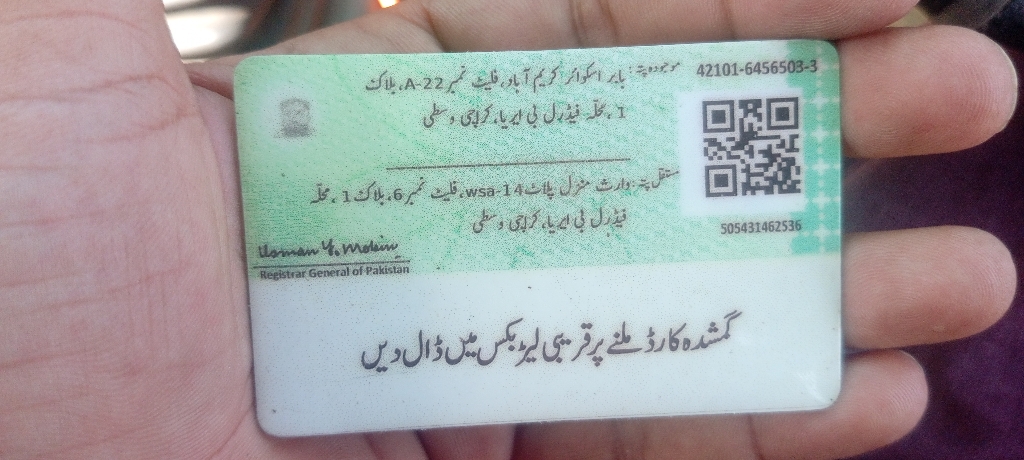 42101-6456503-3
موجودہ پتہ: بابر اسکوائر کریم آباد، فلیٹ نمبر A-22، بلاک
1، محلہ فیڈرل بی ایریا، کراچی وسطی
مستقل پتہ: وارث منزل پلاٹ wsa-14، فلیٹ نمبر 6، بلاک 1، محلہ
فیڈرل بی ایریا، کراچی وسطی
505431462536
Usman Y. Mobin
Registrar General of Pakistan
گمشدہ کارڈ ملنے پر قریبی لیٹر بکس میں ڈال دیں